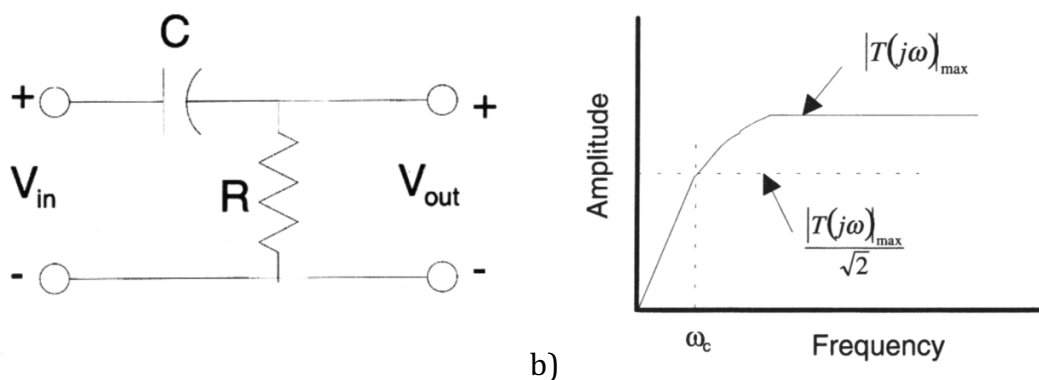 C
+
+
V_in
R
V_out
-
-
b)
Amplitude
|T(jω)|_max
|T(jω)|_max
√2
ω_c
Frequency